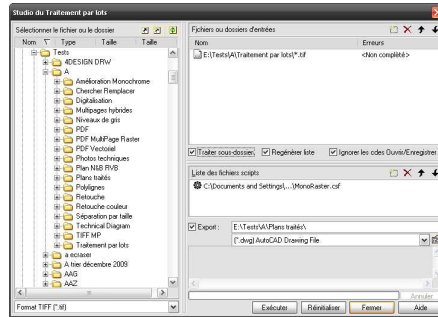 Studio du Traitement par lots
Sélectionner le fichier ou le dossier
Nom Type Taille Taille
Tests
4DESIGN DRW
A
Amélioration Monochrome
Chercher Remplacer
Digitalisation
Multipages hybrides
Niveaux de gris
PDF
PDF MultiPage Raster
PDF Vectoriel
Photos techniques
Plan N&B RVB
Plans traités
Polylignes
Retouche
Retouche couleur
Séparation par taille
Technical Diagram
TIFF MP
Traitement par lots
a ecraser
A trier décembre 2009
AAG
AAZ
Format TIFF (*.tif)
Fichiers ou dossiers d'entrées
Nom Erreurs
E:\Tests\A\Traitement par lots\*.tif <Non complété>
Traiter sous-dossier Regénérer liste Ignorer les cdes Ouvrir/Enregistrer
Liste des fichiers scripts
C:\Documents and Settings\...\MonoRaster.csf
Export : E:\Tests\A\Plans traités\
(*.dwg) AutoCAD Drawing File
Annuler
Exécuter Réinitialiser Fermer Aide